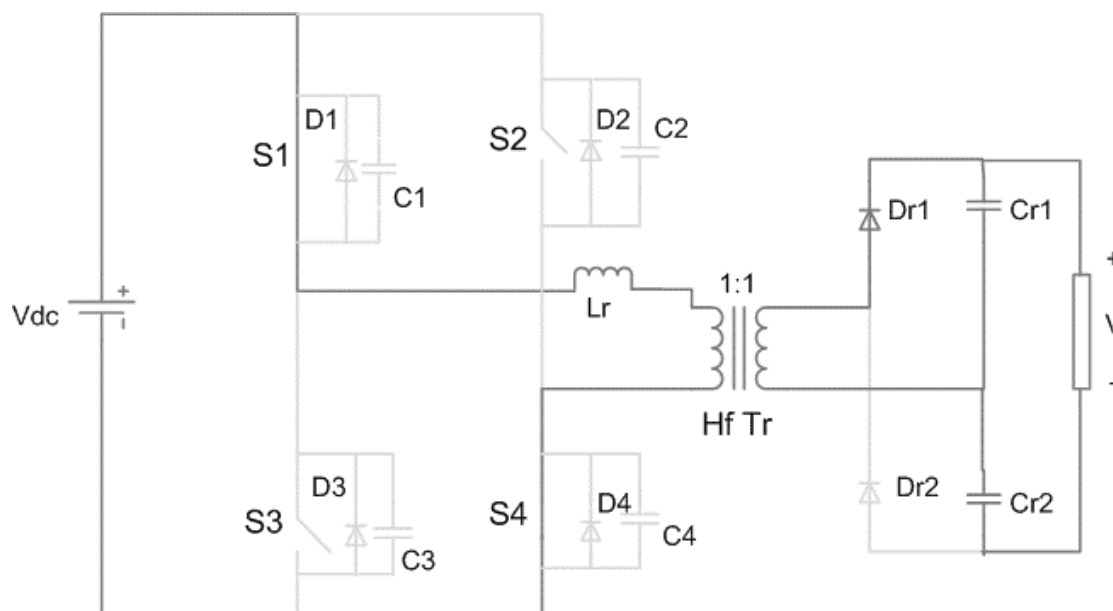 D1
S1
C1
S2
D2
C2
Vdc
+
-
Lr
1:1
Hf Tr
Dr1
Cr1
+
V
-
Dr2
Cr2
S3
D3
C3
S4
D4
C4